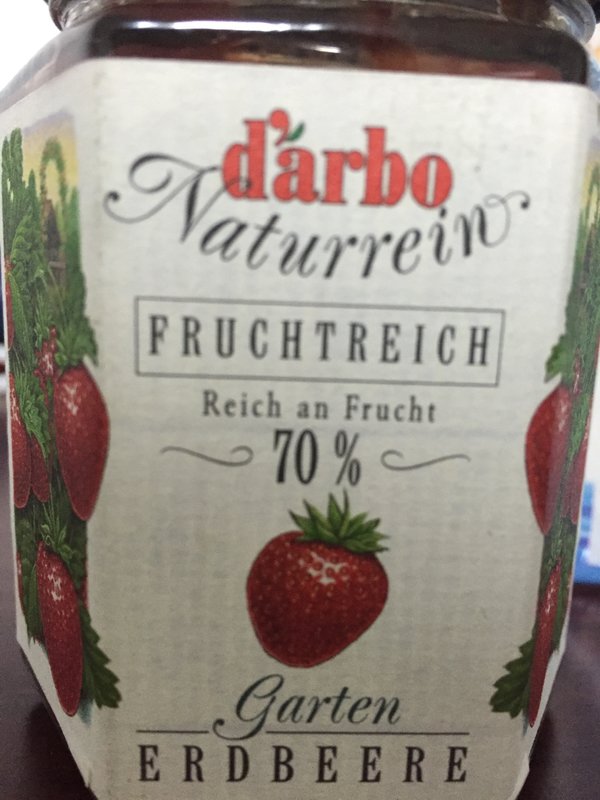 d'arbo
Naturrein
FRUCHTREICH
Reich an Frucht
70 %
Garten
ERDBEERE